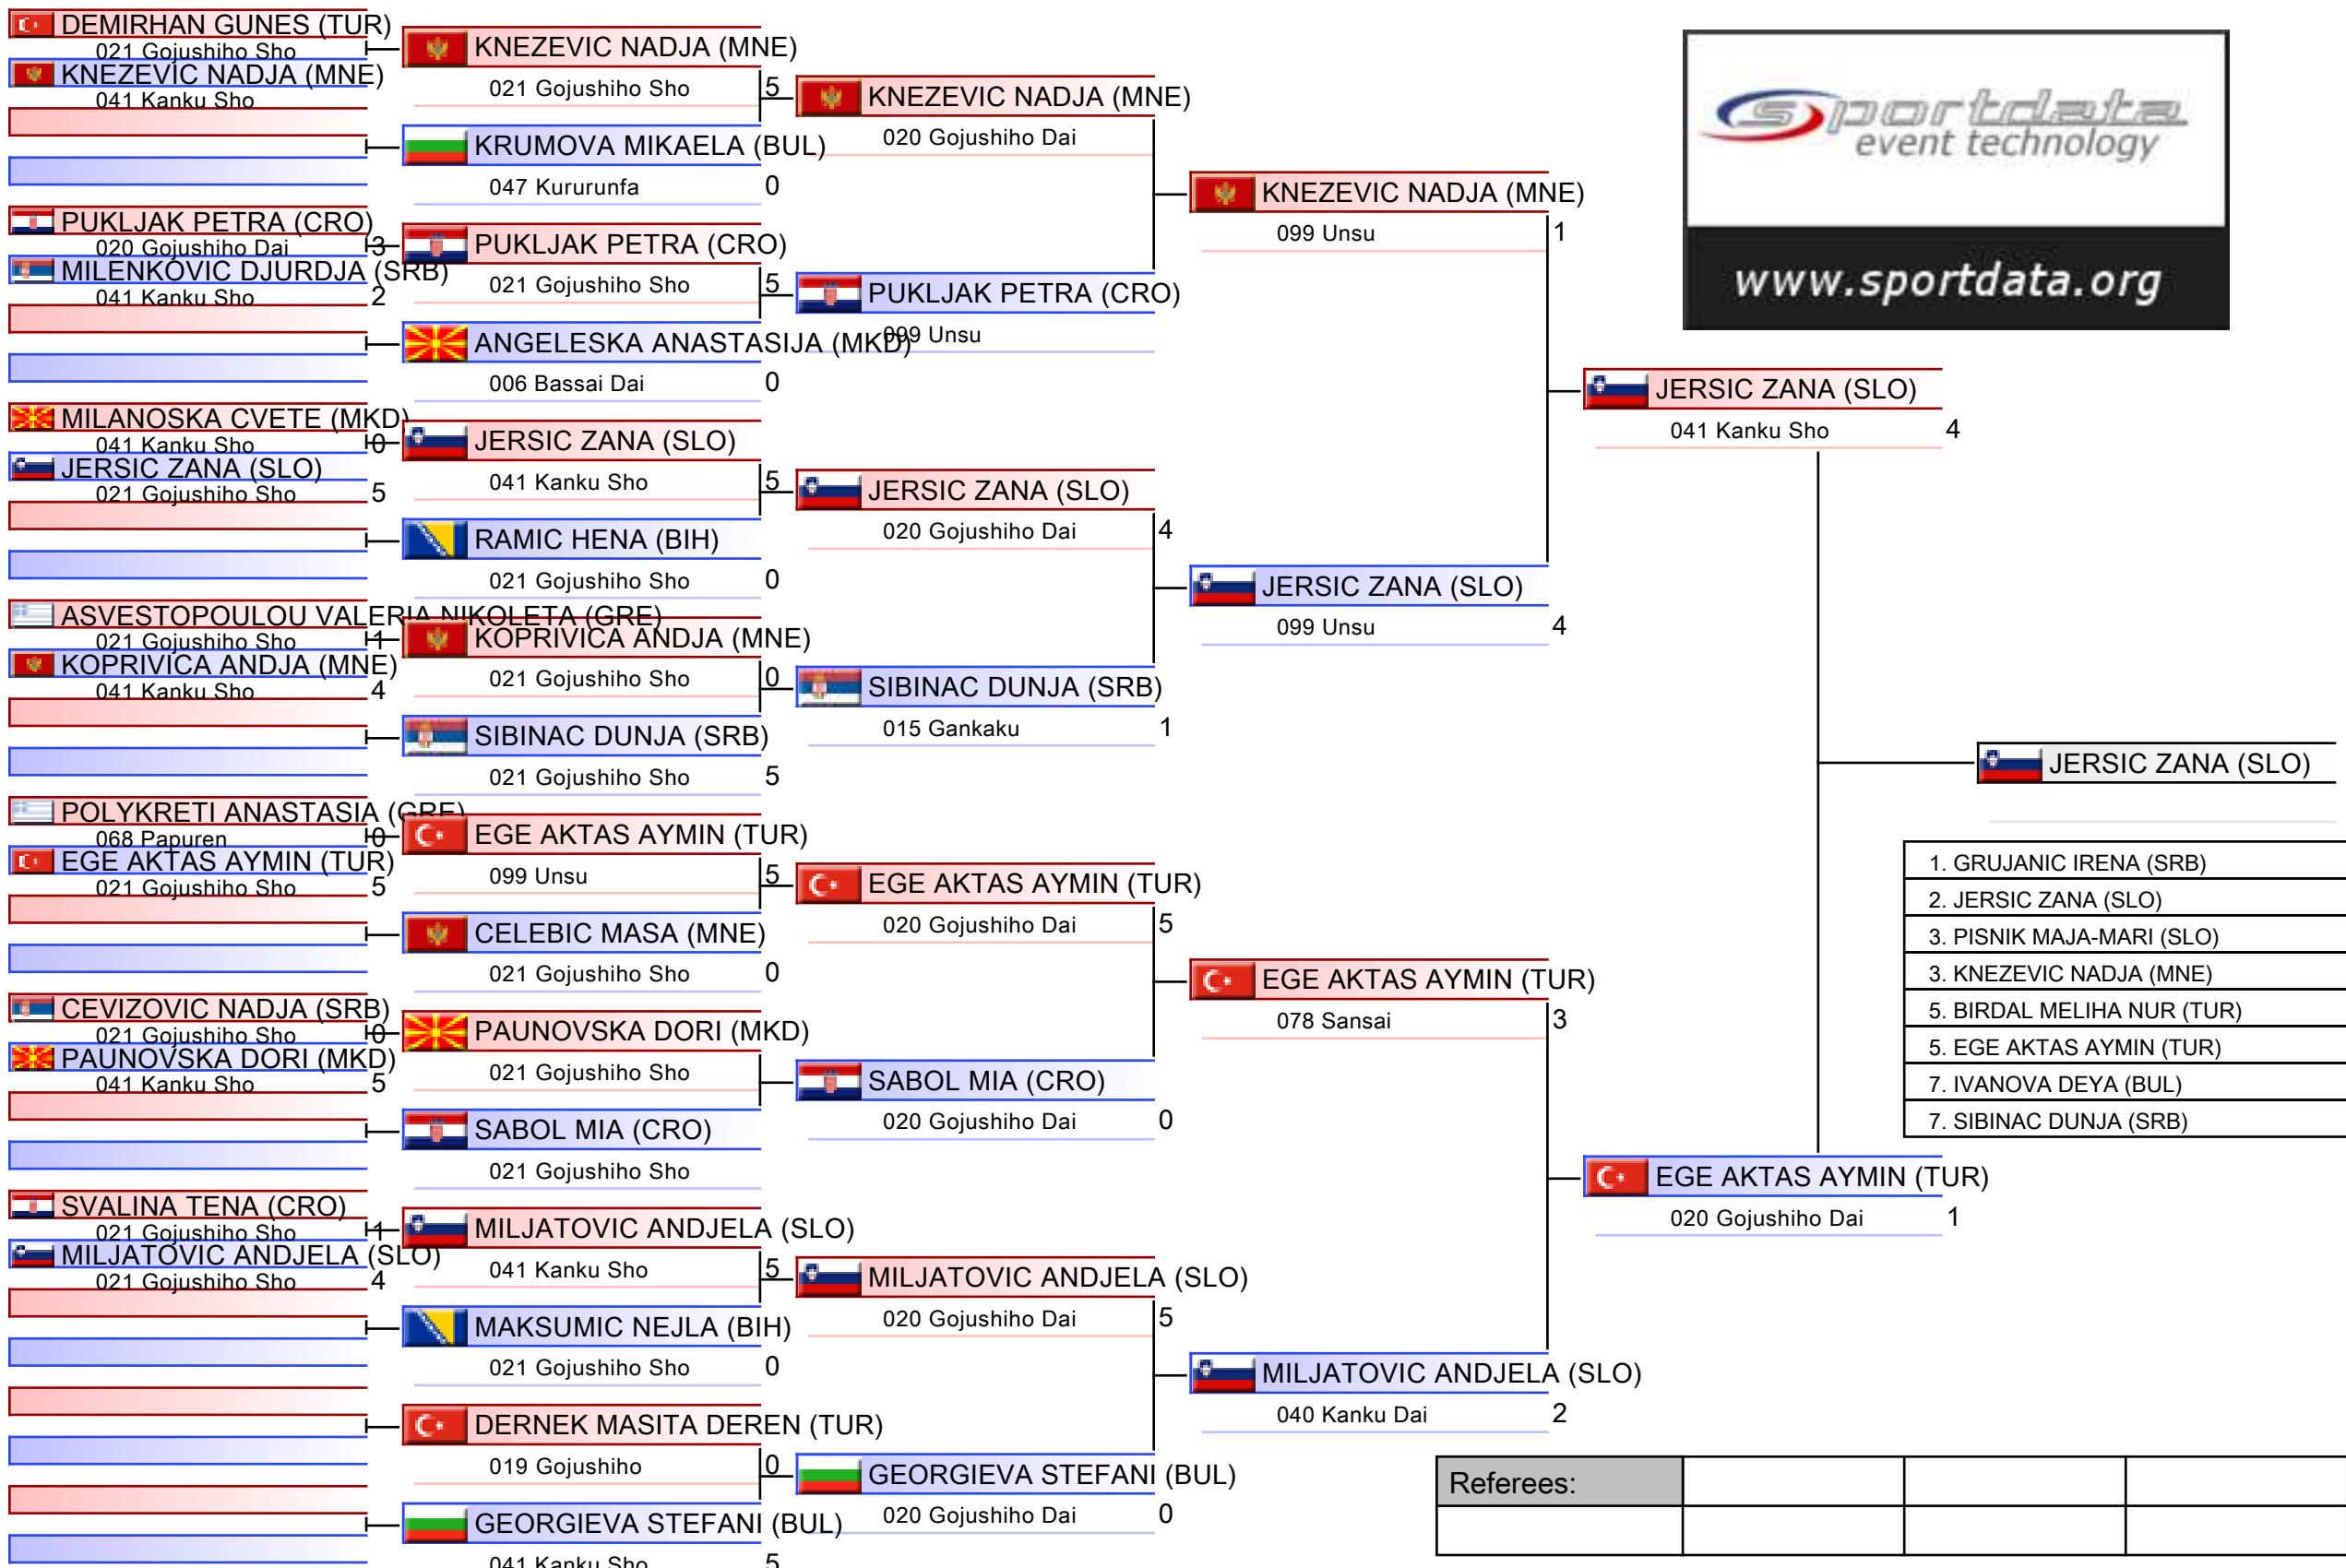 DEMIRHAN GUNES (TUR)
021 Gojushiho Sho
KNEZEVIC NADJA (MNE)
041 Kanku Sho
PUKLJAK PETRA (CRO)
020 Gojushiho Dai 3
MILENKOVIC DJURDJA (SRB)
041 Kanku Sho 2
MILANOSKA CVETE (MKD)
041 Kanku Sho 0
JERSIC ZANA (SLO)
021 Gojushiho Sho 5
ASVESTOPOULOU VALERIA NIKOLETA (GRE)
021 Gojushiho Sho 1
KOPRIVICA ANDJA (MNE)
041 Kanku Sho 4
POLYKRETI ANASTASIA (GRE)
068 Papuren 0
EGE AKTAS AYMIN (TUR)
021 Gojushiho Sho 5
CEVIZOVIC NADJA (SRB)
021 Gojushiho Sho 0
PAUNOVSKA DORI (MKD)
041 Kanku Sho 5
SVALINA TENA (CRO)
021 Gojushiho Sho 1
MILJATOVIC ANDJELA (SLO)
021 Gojushiho Sho 4
KNEZEVIC NADJA (MNE)
021 Gojushiho Sho 5
KRUMOVA MIKAELA (BUL)
047 Kururunfa 0
PUKLJAK PETRA (CRO)
021 Gojushiho Sho 5
ANGELESKA ANASTASIJA (MKD)
006 Bassai Dai 0
JERSIC ZANA (SLO)
041 Kanku Sho 5
RAMIC HENA (BIH)
021 Gojushiho Sho 0
KOPRIVICA ANDJA (MNE)
021 Gojushiho Sho 0
SIBINAC DUNJA (SRB)
021 Gojushiho Sho 5
EGE AKTAS AYMIN (TUR)
099 Unsu 5
CELEBIC MASA (MNE)
021 Gojushiho Sho 0
PAUNOVSKA DORI (MKD)
021 Gojushiho Sho
SABOL MIA (CRO)
021 Gojushiho Sho
MILJATOVIC ANDJELA (SLO)
041 Kanku Sho 5
MAKSUMIC NEJLA (BIH)
021 Gojushiho Sho 0
DERNEK MASITA DEREN (TUR)
019 Gojushiho 0
GEORGIEVA STEFANI (BUL)
041 Kanku Sho 5
KNEZEVIC NADJA (MNE)
020 Gojushiho Dai
PUKLJAK PETRA (CRO)
099 Unsu
JERSIC ZANA (SLO)
020 Gojushiho Dai 4
SIBINAC DUNJA (SRB)
015 Gankaku 1
EGE AKTAS AYMIN (TUR)
020 Gojushiho Dai 5
SABOL MIA (CRO)
020 Gojushiho Dai 0
MILJATOVIC ANDJELA (SLO)
020 Gojushiho Dai 5
GEORGIEVA STEFANI (BUL)
020 Gojushiho Dai 0
KNEZEVIC NADJA (MNE)
099 Unsu 1
JERSIC ZANA (SLO)
099 Unsu 4
EGE AKTAS AYMIN (TUR)
078 Sansai 3
MILJATOVIC ANDJELA (SLO)
040 Kanku Dai 2
JERSIC ZANA (SLO)
041 Kanku Sho 4
EGE AKTAS AYMIN (TUR)
020 Gojushiho Dai 1
sportdata
event technology
www.sportdata.org
JERSIC ZANA (SLO)
1. GRUJANIC IRENA (SRB)
2. JERSIC ZANA (SLO)
3. PISNIK MAJA-MARI (SLO)
3. KNEZEVIC NADJA (MNE)
5. BIRDAL MELIHA NUR (TUR)
5. EGE AKTAS AYMIN (TUR)
7. IVANOVA DEYA (BUL)
7. SIBINAC DUNJA (SRB)
Referees: